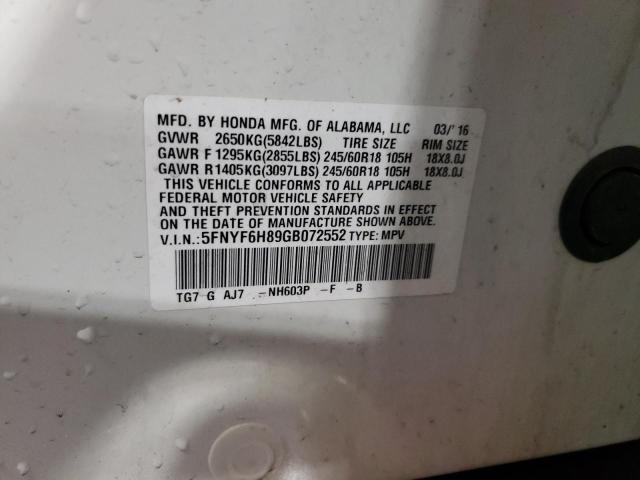 MFD. BY HONDA MFG. OF ALABAMA, LLC 03/'16
GVWR 2650KG(5842LBS) TIRE SIZE RIM SIZE
GAWR F 1295KG(2855LBS) 245/60R18 105H 18X8.0J
GAWR R 1405KG(3097LBS) 245/60R18 105H 18X8.0J
THIS VEHICLE CONFORMS TO ALL APPLICABLE
FEDERAL MOTOR VEHICLE SAFETY
AND THEFT PREVENTION STANDARDS IN EFFECT
ON THE DATE OF MANUFACTURE SHOWN ABOVE.
V.I.N.:5FNYF6H89GB072552 TYPE: MPV
TG7 G AJ7 -NH603P -F -B